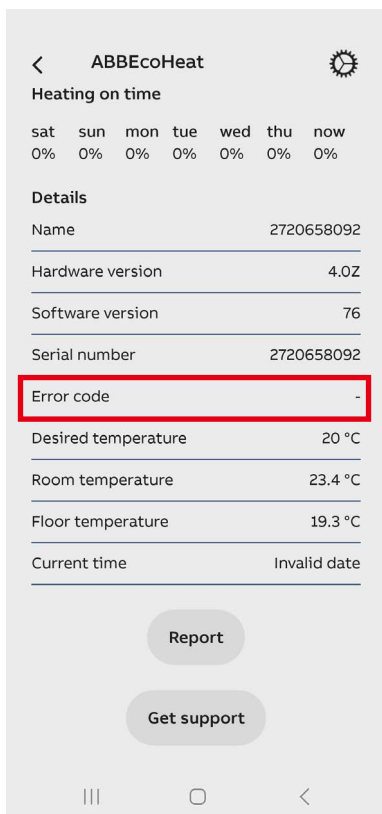 ABBEcoHeat
Heating on time
sat sun mon tue wed thu now
0% 0% 0% 0% 0% 0% 0%
Details
Name 2720658092
Hardware version 4.0Z
Software version 76
Serial number 2720658092
Error code -
Desired temperature 20 °C
Room temperature 23.4 °C
Floor temperature 19.3 °C
Current time Invalid date
Report
Get support